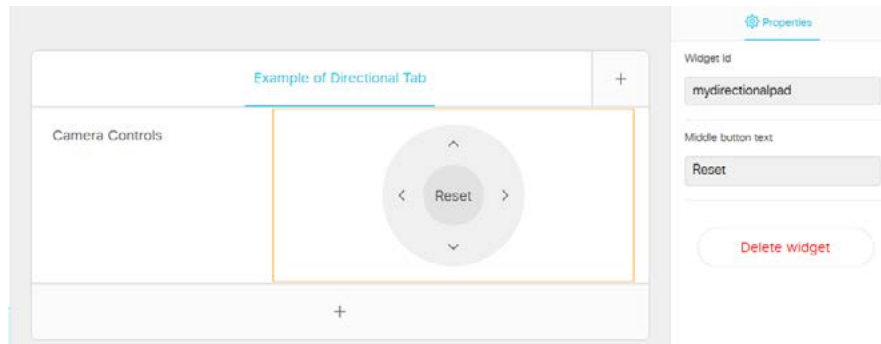 Example of Directional Tab
+
Camera Controls
Reset
+
Properties
Widget Id
mydirectionalpad
Middle button text
Reset
Delete widget